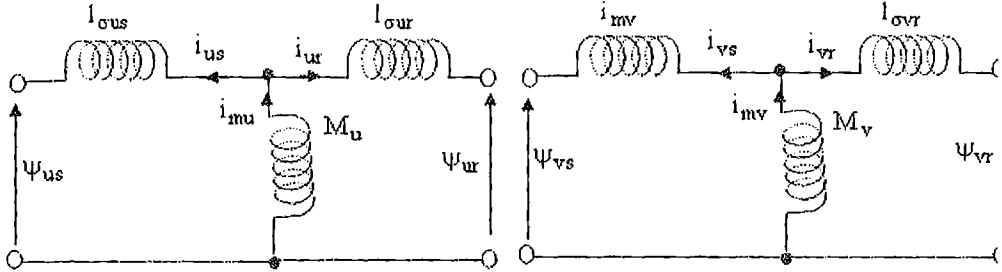 lσus
ius
iur
lσur
imu
Mu
Ψus
Ψur
imv
ivs
ivr
lσvr
imv
Mv
Ψvs
Ψvr